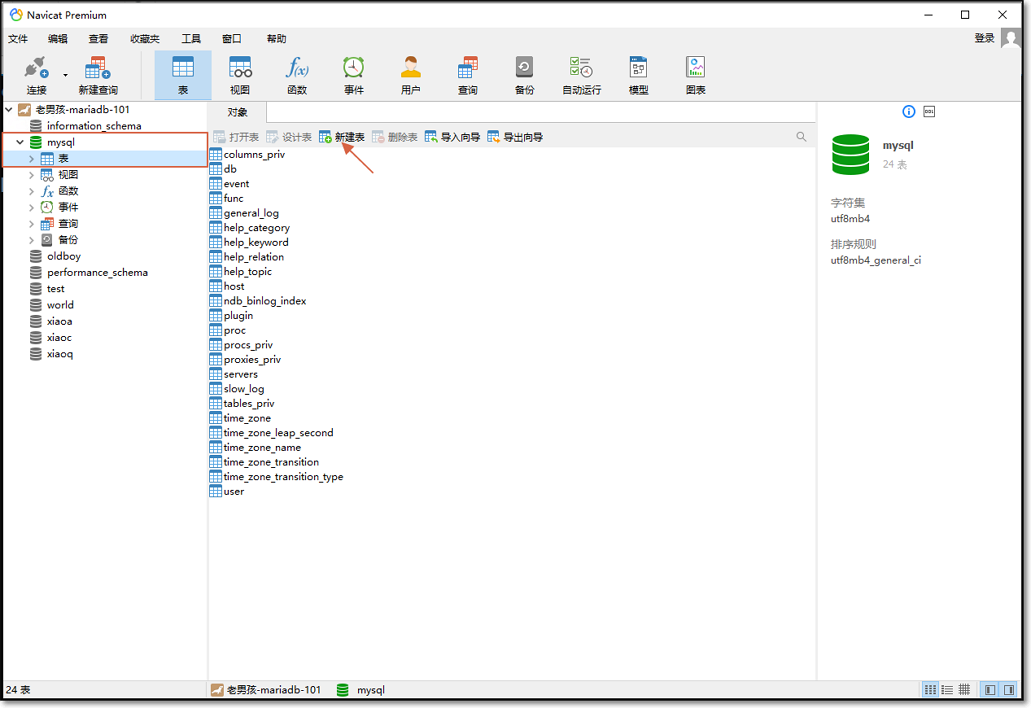 Navicat Premium
文件 编辑 查看 收藏夹 工具 窗口 帮助 登录
连接 新建查询 表 视图 函数 事件 用户 查询 备份 自动运行 模型 图表
老男孩-mariadb-101
information_schema
mysql
表
视图
函数
事件
查询
备份
oldboy
performance_schema
test
world
xiaoa
xiaoc
xiaoq
对象
打开表 设计表 新建表 删除表 导入向导 导出向导
columns_priv
db
event
func
general_log
help_category
help_keyword
help_relation
help_topic
host
ndb_binlog_index
plugin
proc
procs_priv
proxies_priv
servers
slow_log
tables_priv
time_zone
time_zone_leap_second
time_zone_name
time_zone_transition
time_zone_transition_type
user
DDL
mysql
24 表
字符集
utf8mb4
排序规则
utf8mb4_general_ci
24 表 老男孩-mariadb-101 mysql